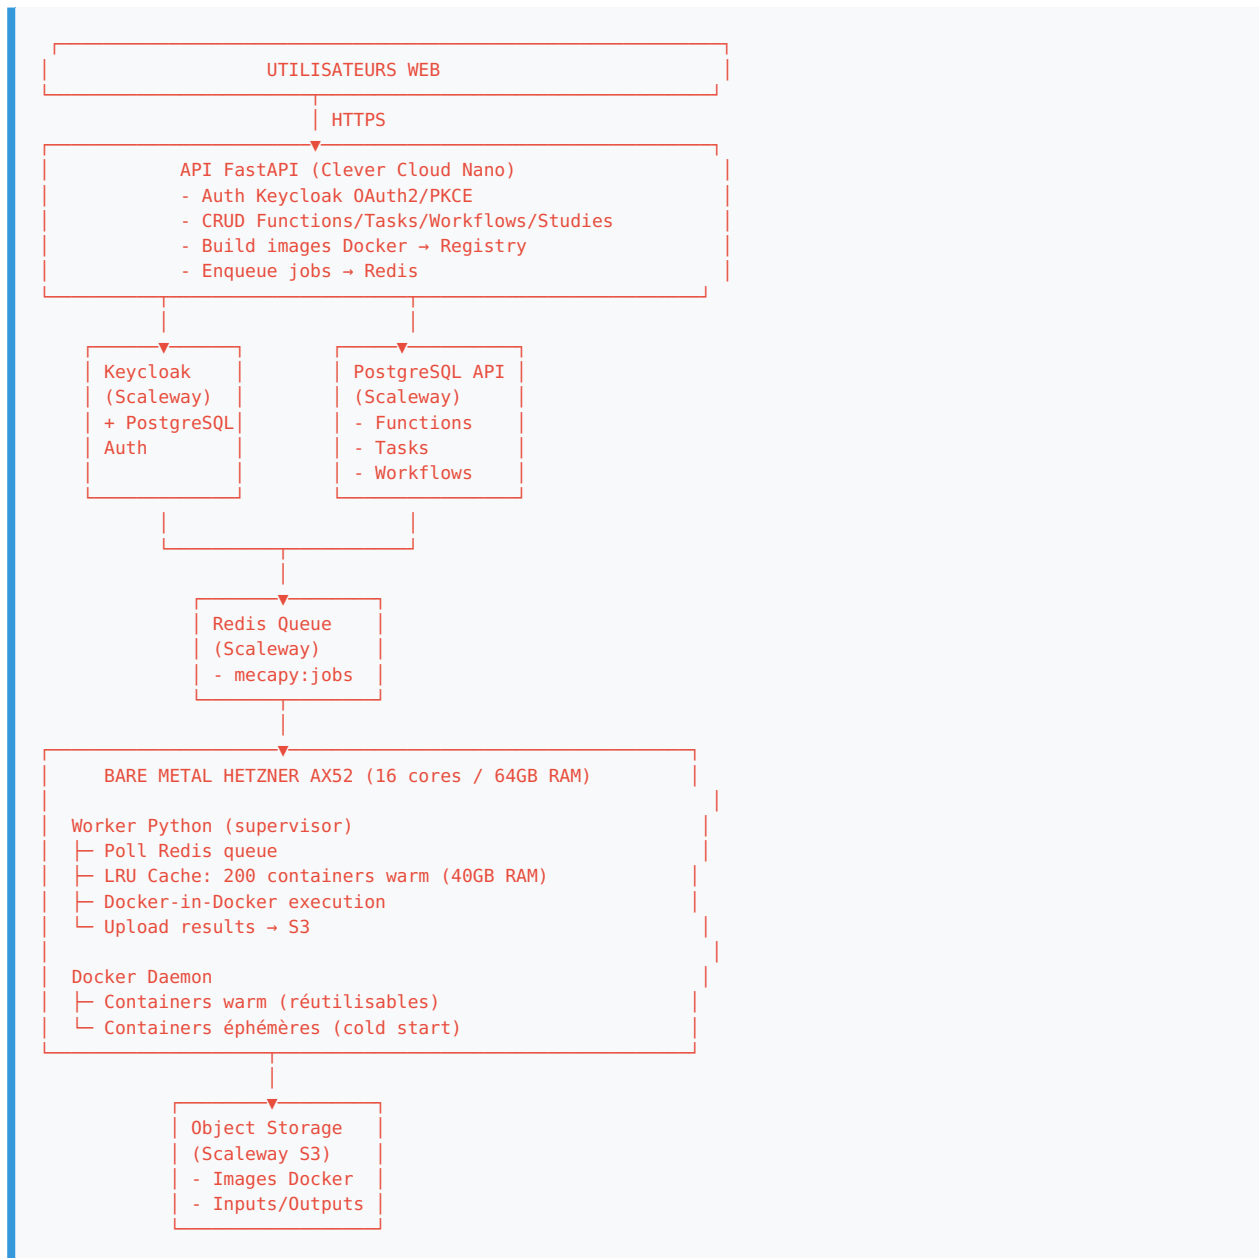 UTILISATEURS WEB
HTTPS
API FastAPI (Clever Cloud Nano)
- Auth Keycloak OAuth2/PKCE
- CRUD Functions/Tasks/Workflows/Studies
- Build images Docker → Registry
- Enqueue jobs → Redis
Keycloak
(Scaleway)
+ PostgreSQL
Auth
PostgreSQL API
(Scaleway)
- Functions
- Tasks
- Workflows
Redis Queue
(Scaleway)
- mecapy:jobs
BARE METAL HETZNER AX52 (16 cores / 64GB RAM)
Worker Python (supervisor)
├─ Poll Redis queue
├─ LRU Cache: 200 containers warm (40GB RAM)
├─ Docker-in-Docker execution
└─ Upload results → S3
Docker Daemon
├─ Containers warm (réutilisables)
└─ Containers éphémères (cold start)
Object Storage
(Scaleway S3)
- Images Docker
- Inputs/Outputs